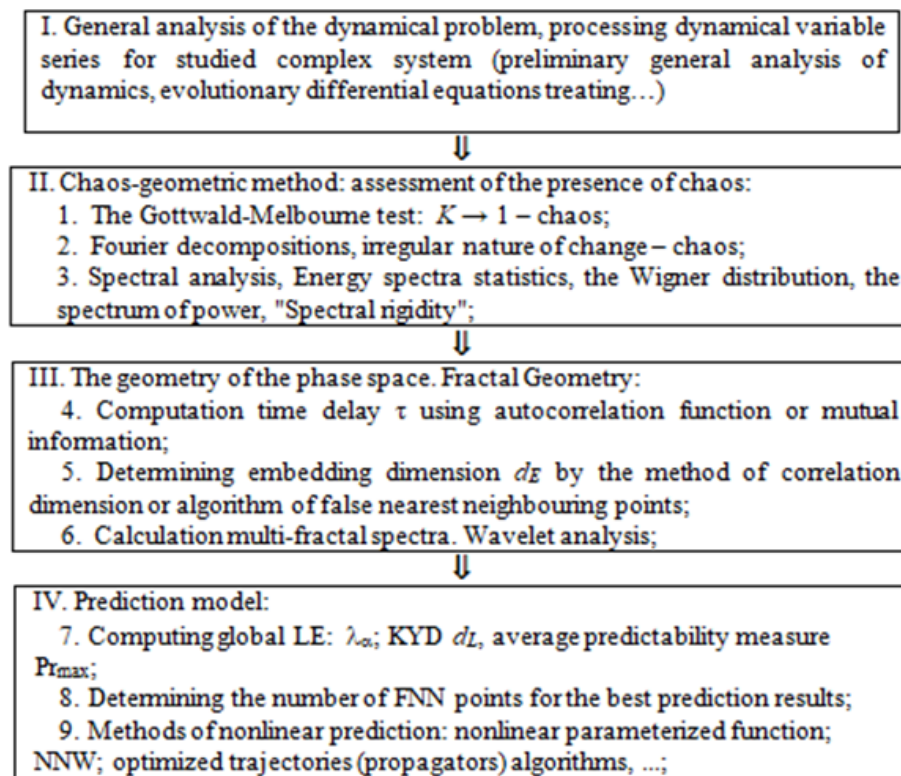 I. General analysis of the dynamical problem, processing dynamical variable
series for studied complex system (preliminary general analysis of
dynamics, evolutionary differential equations treating…)
⇓
II. Chaos-geometric method: assessment of the presence of chaos:
1. The Gottwald-Melbourne test: K → 1 – chaos;
2. Fourier decompositions, irregular nature of change – chaos;
3. Spectral analysis, Energy spectra statistics, the Wigner distribution, the
spectrum of power, "Spectral rigidity";
⇓
III. The geometry of the phase space. Fractal Geometry:
4. Computation time delay τ using autocorrelation function or mutual
information;
5. Determining embedding dimension dE by the method of correlation
dimension or algorithm of false nearest neighbouring points;
6. Calculation multi-fractal spectra. Wavelet analysis;
⇓
IV. Prediction model:
7. Computing global LE: λα; KYD dL, average predictability measure
Prmax;
8. Determining the number of FNN points for the best prediction results;
9. Methods of nonlinear prediction: nonlinear parameterized function;
NNW; optimized trajectories (propagators) algorithms, ...;